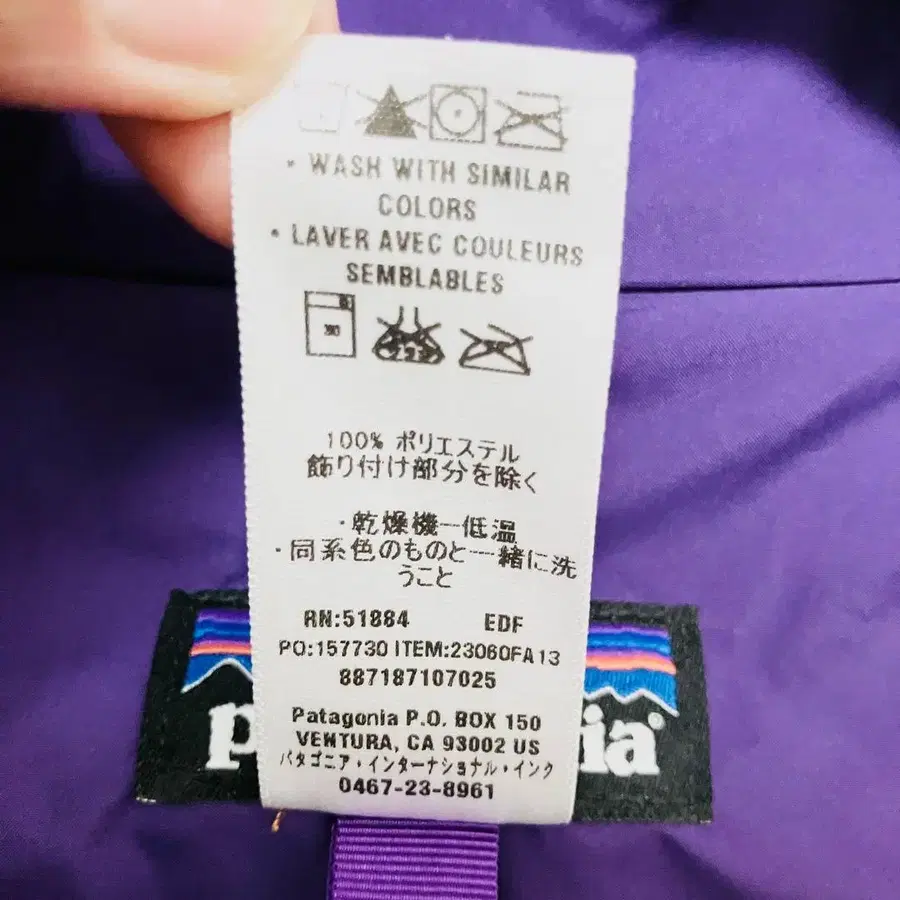 • WASH WITH SIMILAR
COLORS
• LAVER AVEC COULEURS
SEMBLABLES
100% ポリエステル
飾り付け部分を除く
・乾燥機ー低温
・同系色のものと一緒に洗
うこと
RN:51884 EDF
PO:157730 ITEM:23060FA13
887187107025
Patagonia P.O. BOX 150
VENTURA, CA 93002 US
パタゴニア・インターナショナル・インク
0467-23-8961
p
ia